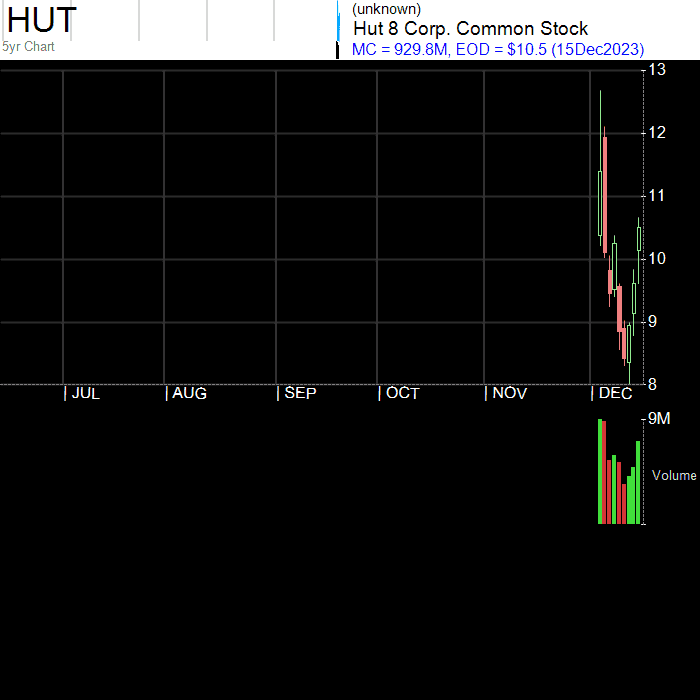 HUT
5yr Chart
(unknown)
Hut 8 Corp. Common Stock
MC = 929.8M, EOD = $10.5 (15Dec2023)
13
12
11
10
9
8
| JUL | AUG | SEP | OCT | NOV | DEC
9M
Volume